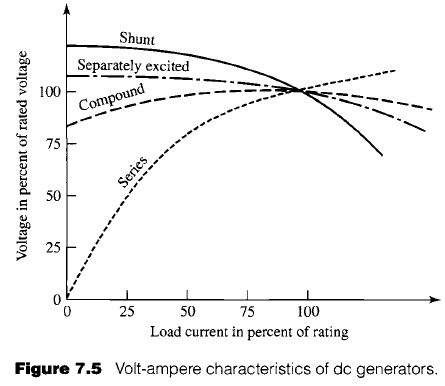 Shunt
Separately excited
Compound
Series
Voltage in percent of rated voltage
100
75
50
25
0
0 25 50 75 100
Load current in percent of rating
Figure 7.5 Volt-ampere characteristics of dc generators.